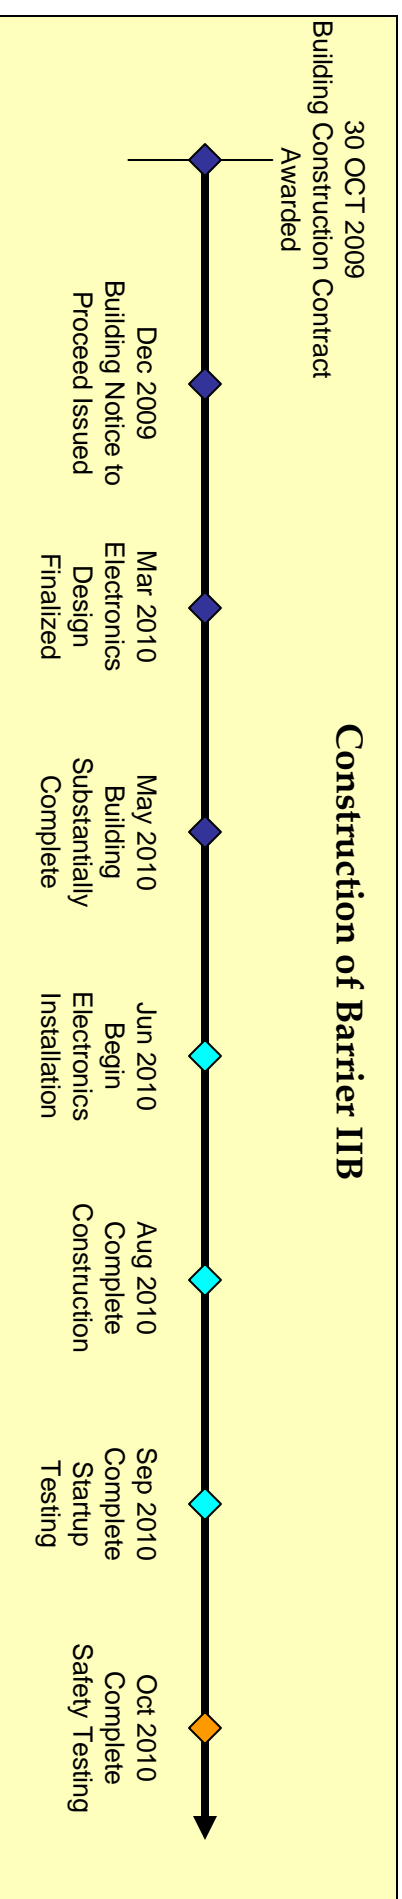 Construction of Barrier IIB
30 OCT 2009
Building Construction Contract
Awarded
Dec 2009
Building Notice to
Proceed Issued
Mar 2010
Electronics
Design
Finalized
May 2010
Building
Substantially
Complete
Jun 2010
Begin
Electronics
Installation
Aug 2010
Complete
Construction
Sep 2010
Complete
Startup
Testing
Oct 2010
Complete
Safety Testing